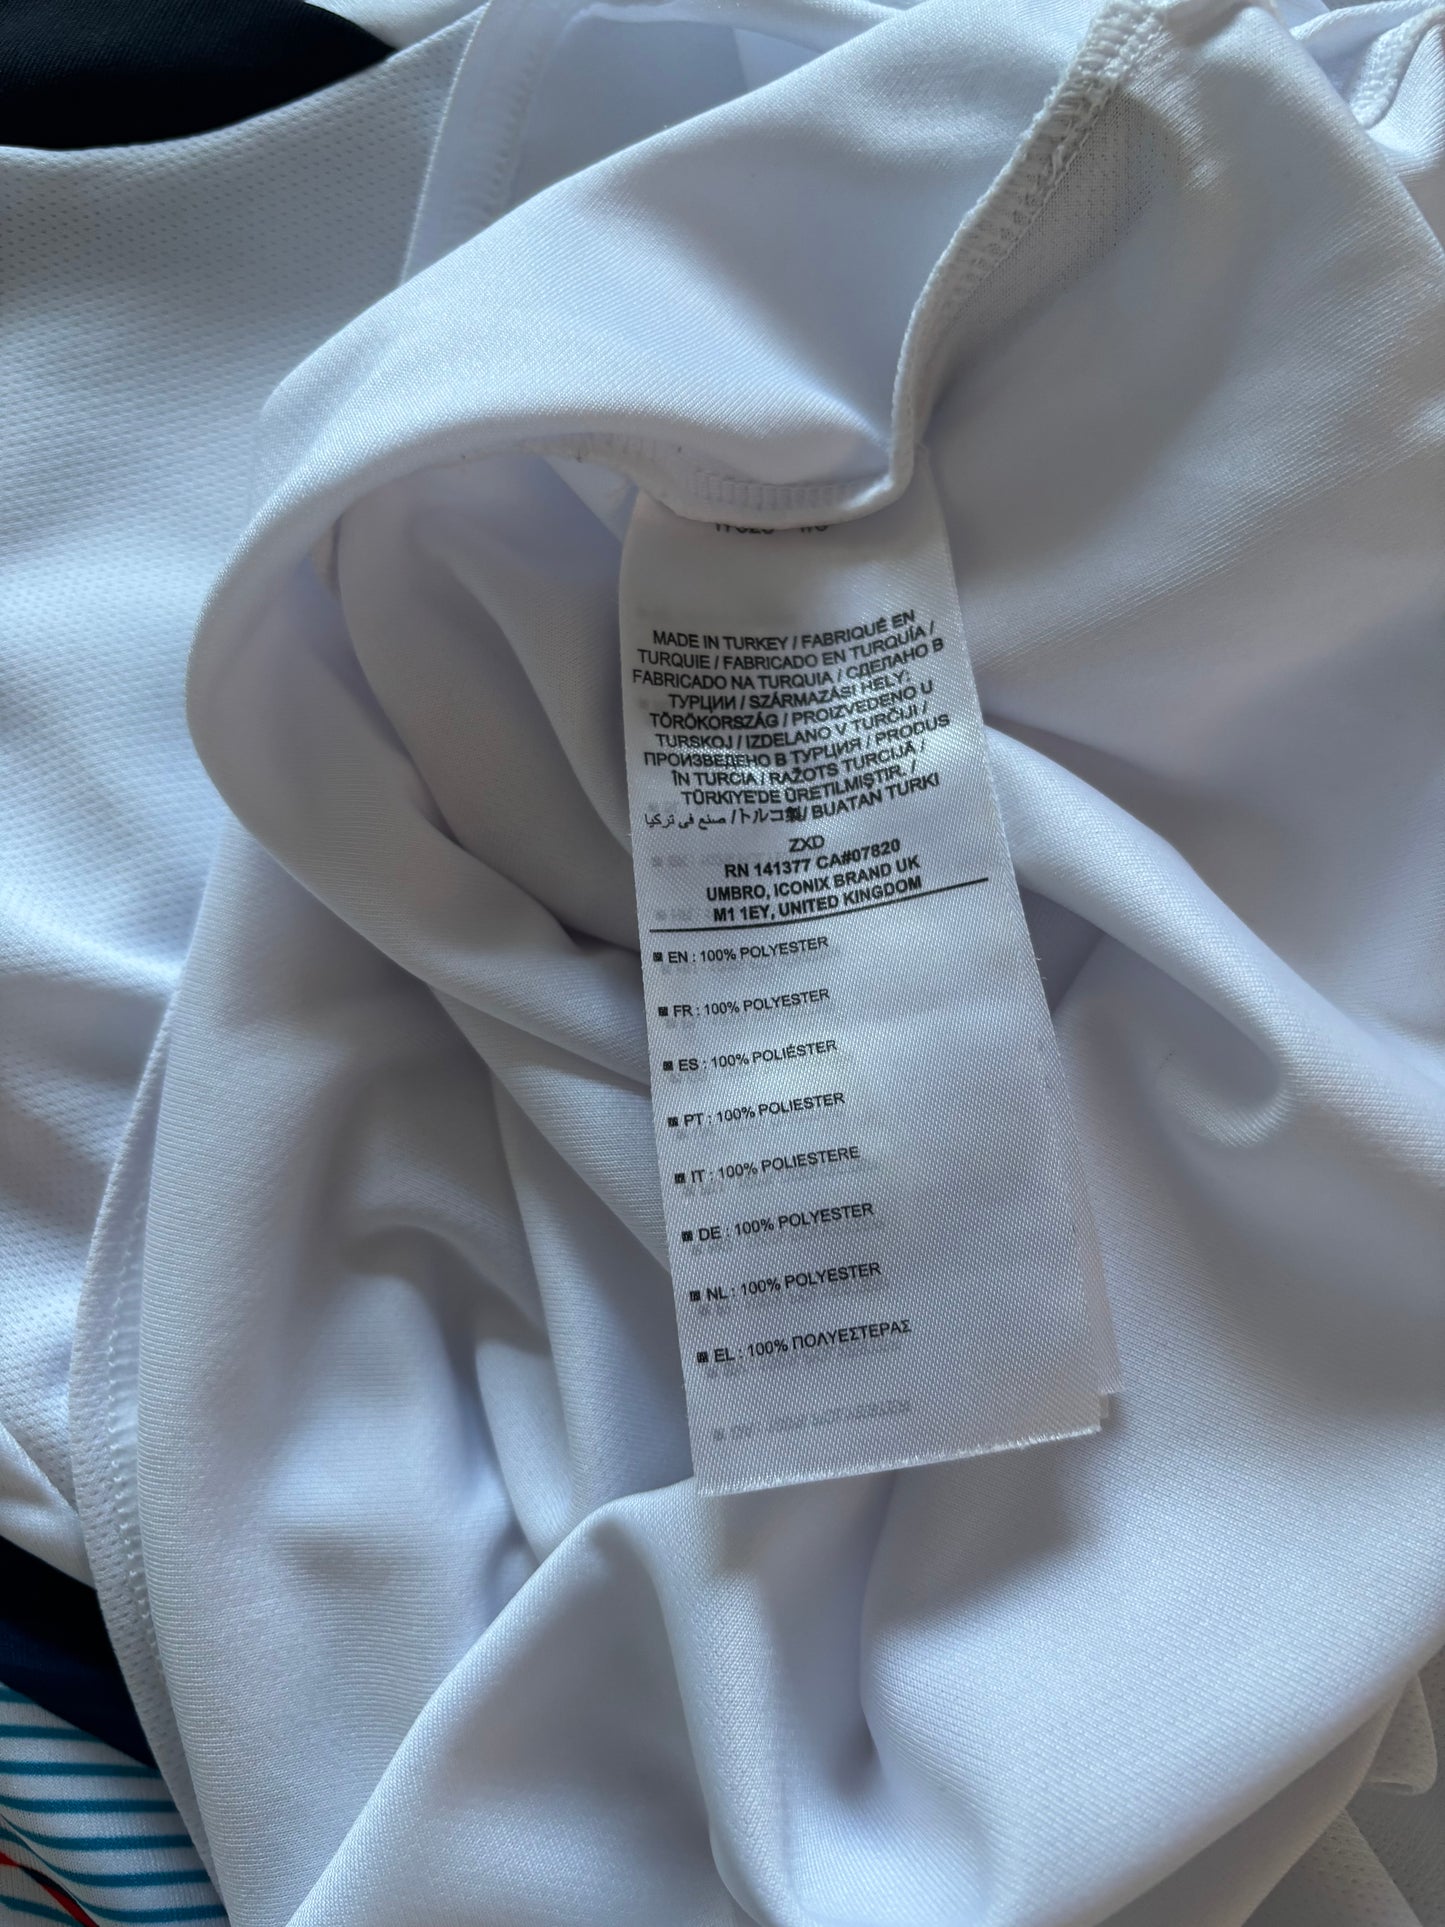 MADE IN TURKEY / FABRIQUÉ EN
TURQUIE / FABRICADO EN TURQUÍA /
FABRICADO NA TURQUIA / СДЕЛАНО В
ТУРЦИИ / SZÁRMAZÁSI HELY:
TÖRÖKORSZÁG / PROIZVEDENO U
TURSKOJ / IZDELANO V TURČIJI /
ПРОИЗВЕДЕНО В ТУРЦИЯ / PRODUS
ÎN TURCIA / RAŽOTS TURCIJĀ /
TÜRKIYE'DE ÜRETILMIŞTIR. /
صنع في تركيا /トルコ製/ BUATAN TURKI
ZXD
RN 141377 CA#07820
UMBRO, ICONIX BRAND UK
M1 1EY, UNITED KINGDOM
EN : 100% POLYESTER
FR : 100% POLYESTER
ES : 100% POLIÉSTER
PT : 100% POLIESTER
IT : 100% POLIESTERE
DE : 100% POLYESTER
NL : 100% POLYESTER
EL : 100% ΠΟΛΥΕΣΤΕΡΑΣ